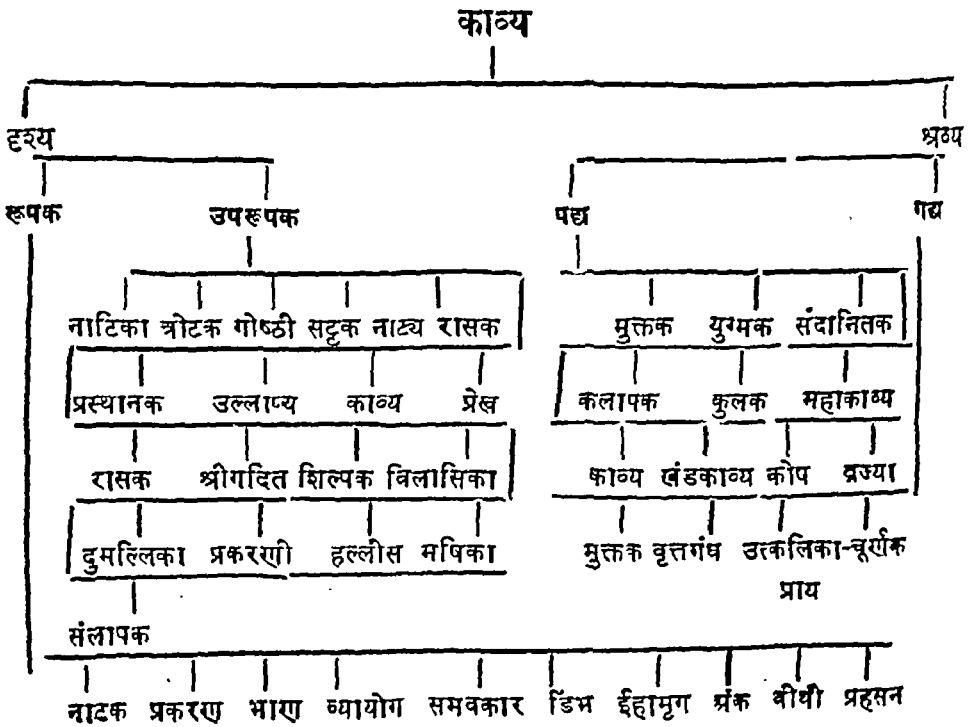 काव्य
दृश्य श्रव्य
रूपक उपरूपक पद्य गद्य
नाटिका त्रोटक गोष्ठी सट्टक नाट्य रासक मुक्तक युग्मक संदानितक
प्रस्थानक उल्लाप्य काव्य प्रेख कलापक कुलक महाकाव्य
रासक श्रीगदित शिल्पक विलासिका काव्य खंडकाव्य कोप व्रज्या
दुमल्लिका प्रकरणी हल्लीस मषिका मुक्तक वृत्तगंध उत्कलिका-चूर्णक
प्राय
संलापक
नाटक प्रकरण भाण व्यायोग समवकार डिभ ईहामृग अंक वीथी प्रहसन